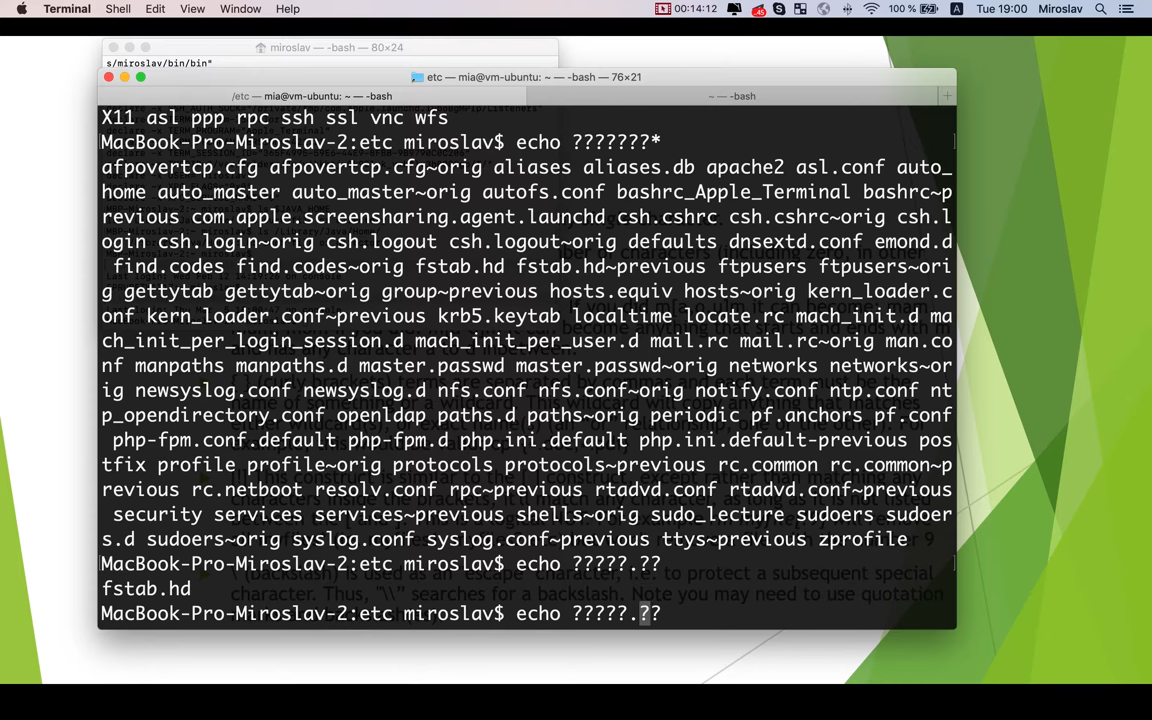 Terminal Shell Edit View Window Help 00:14:12 45 100 % A Tue 19:00 Miroslav
miroslav — -bash — 80×24
s/miroslav/bin/bin"
etc — mia@vm-ubuntu: ~ — -bash — 76×21
/etc — mia@vm-ubuntu: ~ — -bash
~ — -bash
X11 asl ppp rpc ssh ssl vnc wfs
MacBook-Pro-Miroslav-2:etc miroslav$ echo ???????*
afpovertcp.cfg afpovertcp.cfg~orig aliases aliases.db apache2 asl.conf auto_
home auto_master auto_master~orig autofs.conf bashrc_Apple_Terminal bashrc~p
revious com.apple.screensharing.agent.launchd csh.cshrc csh.cshrc~orig csh.l
ogin csh.login~orig csh.logout csh.logout~orig defaults dnsextd.conf emond.d
 find.codes find.codes~orig fstab.hd fstab.hd~previous ftpusers ftpusers~ori
g gettytab gettytab~orig group~previous hosts.equiv hosts~orig kern_loader.c
onf kern_loader.conf~previous krb5.keytab localtime locate.rc mach_init.d ma
ch_init_per_login_session.d mach_init_per_user.d mail.rc mail.rc~orig man.co
nf manpaths manpaths.d master.passwd master.passwd~orig networks networks~or
ig newsyslog.conf newsyslog.d nfs.conf nfs.conf~orig notify.conf ntp.conf nt
p_opendirectory.conf openldap paths.d paths~orig periodic pf.anchors pf.conf
 php-fpm.conf.default php-fpm.d php.ini.default php.ini.default-previous pos
tfix profile profile~orig protocols protocols~previous rc.common rc.common~p
revious rc.netboot resolv.conf rpc~previous rtadvd.conf rtadvd.conf~previous
 security services services~previous shells~orig sudo_lecture sudoers sudoer
s.d sudoers~orig syslog.conf syslog.conf~previous ttys~previous zprofile
MacBook-Pro-Miroslav-2:etc miroslav$ echo ?????.??
fstab.hd
MacBook-Pro-Miroslav-2:etc miroslav$ echo ?????.??